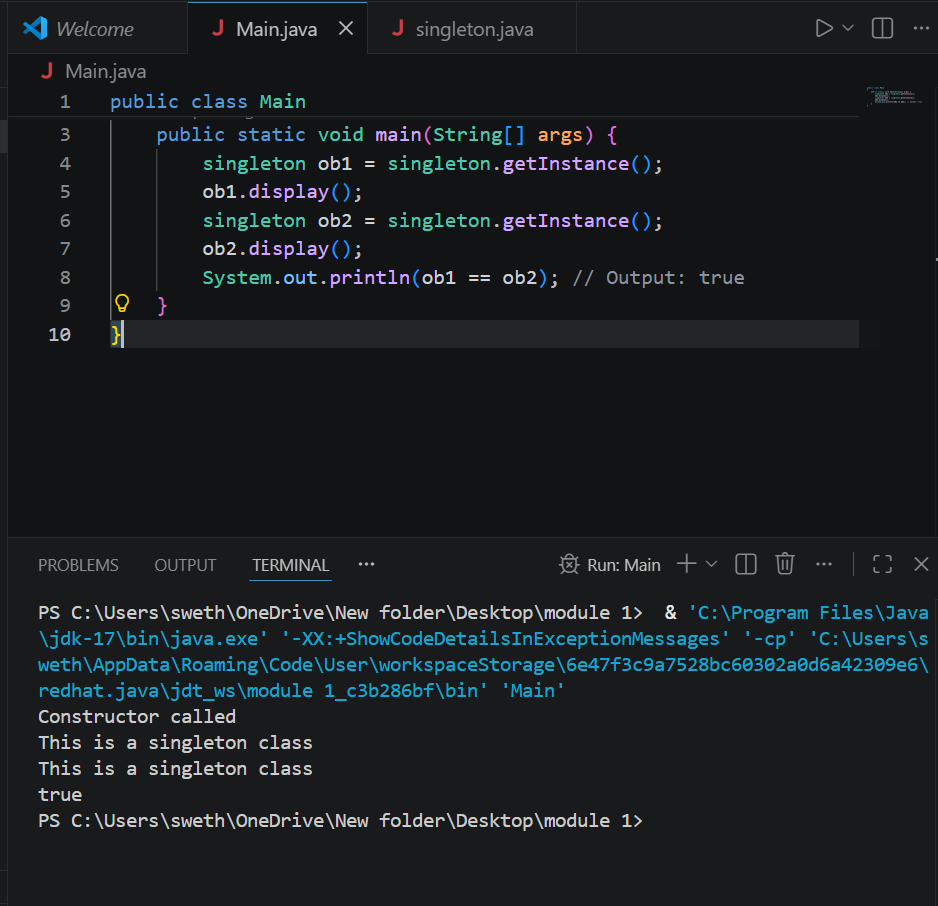 Welcome
Main.java
singleton.java
Main.java
1 public class Main
3 public static void main(String[] args) {
4 singleton ob1 = singleton.getInstance();
5 ob1.display();
6 singleton ob2 = singleton.getInstance();
7 ob2.display();
8 System.out.println(ob1 == ob2); // Output: true
9 }
10 }
PROBLEMS OUTPUT TERMINAL ··· Run: Main
PS C:\Users\sweth\OneDrive\New folder\Desktop\module 1>  & 'C:\Program Files\Java
\jdk-17\bin\java.exe' '-XX:+ShowCodeDetailsInExceptionMessages' '-cp' 'C:\Users\s
weth\AppData\Roaming\Code\User\workspaceStorage\6e47f3c9a7528bc60302a0d6a42309e6\
redhat.java\jdt_ws\module 1_c3b286bf\bin' 'Main'
Constructor called
This is a singleton class
This is a singleton class
true
PS C:\Users\sweth\OneDrive\New folder\Desktop\module 1>